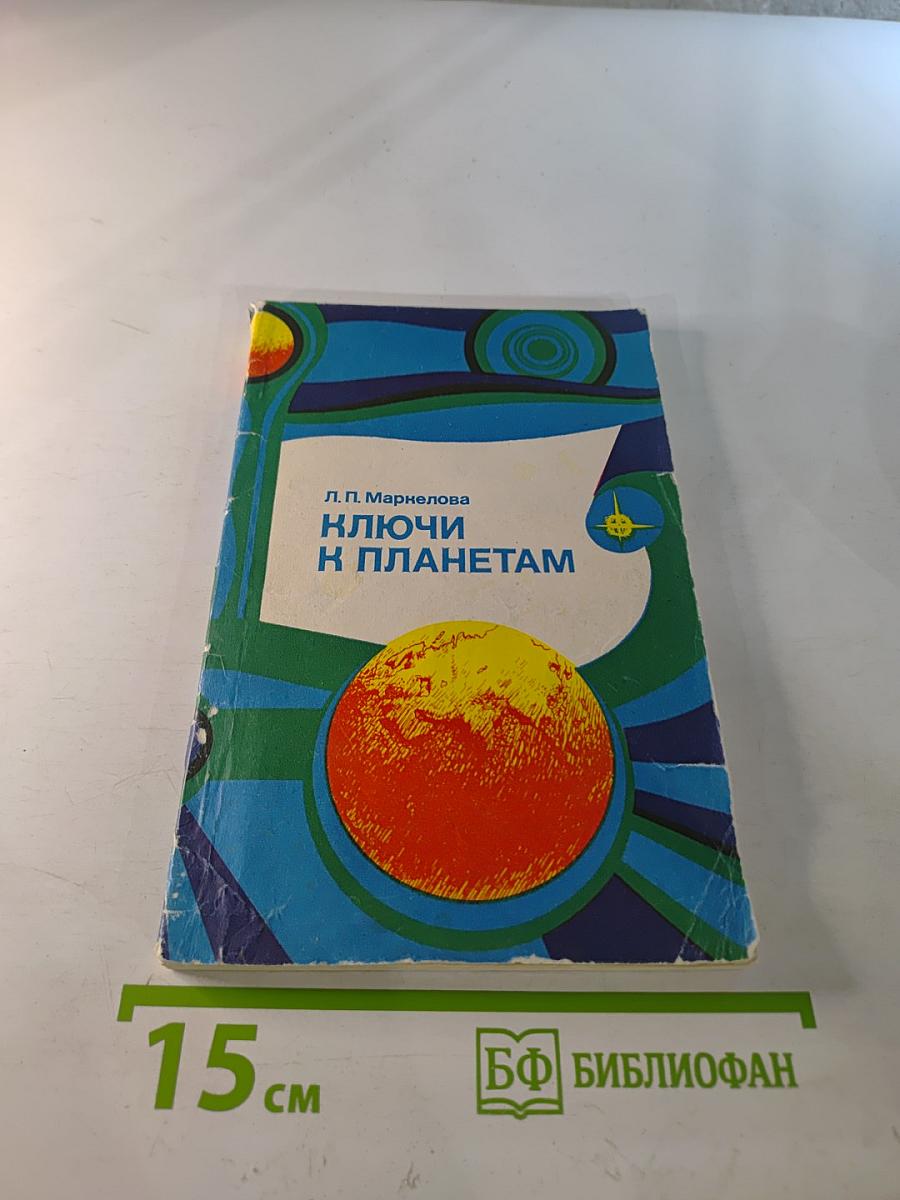 Л. П. Маркелова
КЛЮЧИ
К ПЛАНЕТАМ
15 см
БФ БИБЛИОФАН